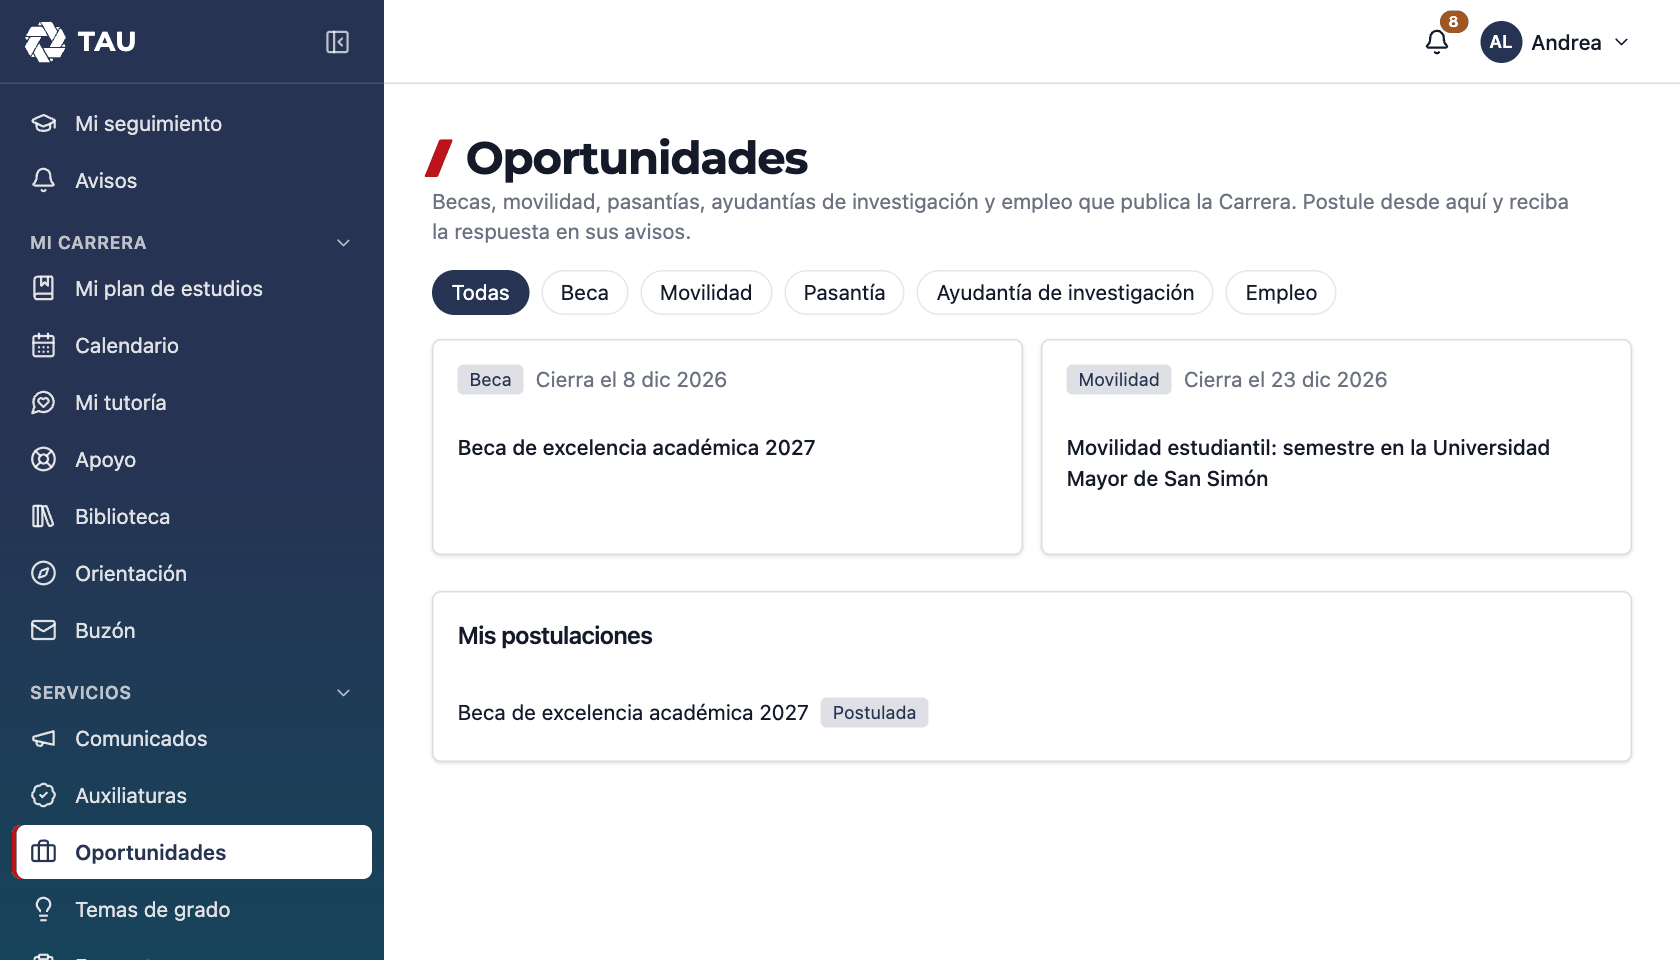 TAU
8
AL
Andrea
Mi seguimiento
Avisos
MI CARRERA
Mi plan de estudios
Calendario
Mi tutoría
Apoyo
Biblioteca
Orientación
Buzón
SERVICIOS
Comunicados
Auxiliaturas
Oportunidades
Temas de grado
Oportunidades
Becas, movilidad, pasantías, ayudantías de investigación y empleo que publica la Carrera. Postule desde aquí y reciba
la respuesta en sus avisos.
Todas
Beca
Movilidad
Pasantía
Ayudantía de investigación
Empleo
Beca
Cierra el 8 dic 2026
Beca de excelencia académica 2027
Movilidad
Cierra el 23 dic 2026
Movilidad estudiantil: semestre en la Universidad
Mayor de San Simón
Mis postulaciones
Beca de excelencia académica 2027
Postulada